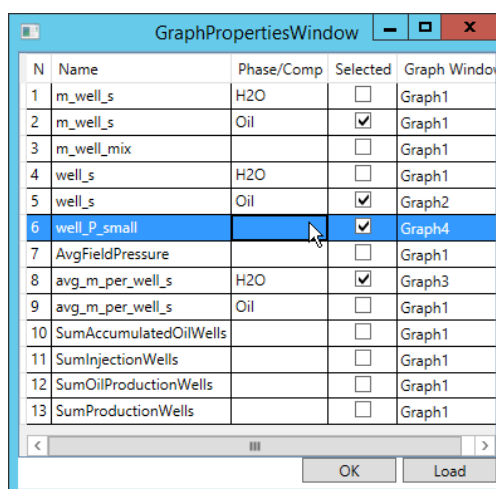 GraphPropertiesWindow
N Name Phase/Comp Selected Graph Windov
1 m_well_s H2O Graph1
2 m_well_s Oil Graph1
3 m_well_mix Graph1
4 well_s H2O Graph1
5 well_s Oil Graph2
6 well_P_small Graph4
7 AvgFieldPressure Graph1
8 avg_m_per_well_s H2O Graph3
9 avg_m_per_well_s Oil Graph1
10 SumAccumulatedOilWells Graph1
11 SumInjectionWells Graph1
12 SumOilProductionWells Graph1
13 SumProductionWells Graph1
OK Load